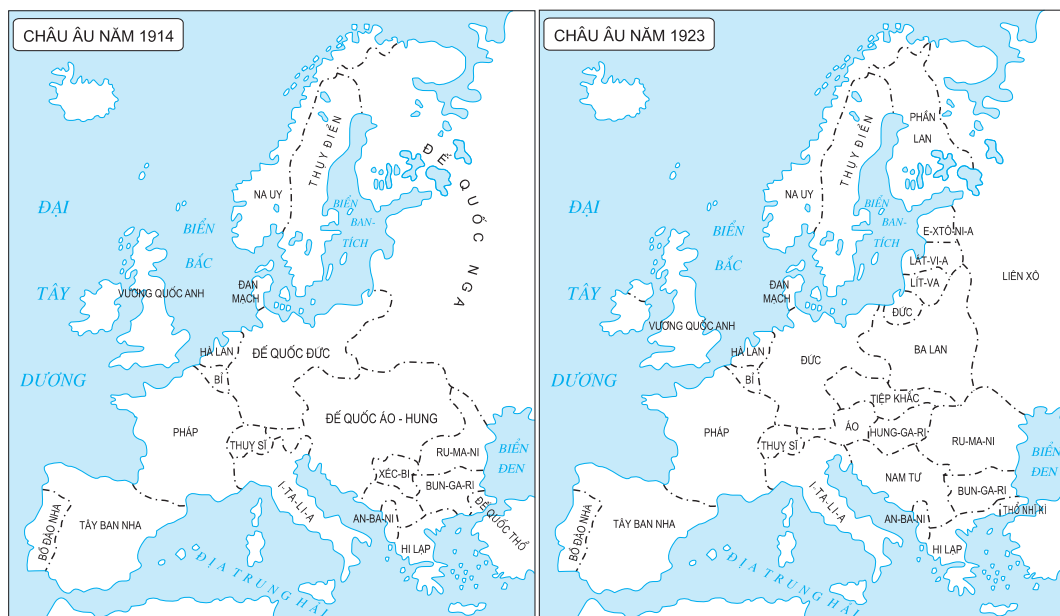 CHÂU ÂU NĂM 1914
ĐẾ QUỐC NGA
THỤY ĐIỂN
NA UY
BIỂN
BAN-
TÍCH
ĐẠI
TÂY
DƯƠNG
BIỂN
BẮC
VƯƠNG QUỐC ANH
ĐAN
MẠCH
HÀ LAN
BỈ
ĐẾ QUỐC ĐỨC
ĐẾ QUỐC ÁO - HUNG
PHÁP
THUỴ SĨ
RU-MA-NI
BIỂN
ĐEN
XÉC-BI
BUN-GA-RI
I-TA-LI-A
AN-BA-NI
ĐẾ QUỐC THỔ
HI LẠP
BỒ ĐÀO NHA
TÂY BAN NHA
ĐỊA TRUNG HẢI
CHÂU ÂU NĂM 1923
PHẦN
LAN
THỤY ĐIỂN
NA UY
BIỂN
BAN-
TÍCH
ĐẠI
TÂY
DƯƠNG
BIỂN
BẮC
E-XTÔ-NI-A
LÁT-VI-A
LÍT-VA
LIÊN XÔ
ĐAN
MẠCH
VƯƠNG QUỐC ANH
ĐỨC
HÀ LAN
BỈ
ĐỨC
BA LAN
TIỆP KHẮC
PHÁP
THUỴ SĨ
ÁO
HUNG-GA-RI
RU-MA-NI
BIỂN
ĐEN
NAM TƯ
BUN-GA-RI
I-TA-LI-A
AN-BA-NI
THỔ NHĨ KÌ
HI LẠP
BỒ ĐÀO NHA
TÂY BAN NHA
ĐỊA TRUNG HẢI